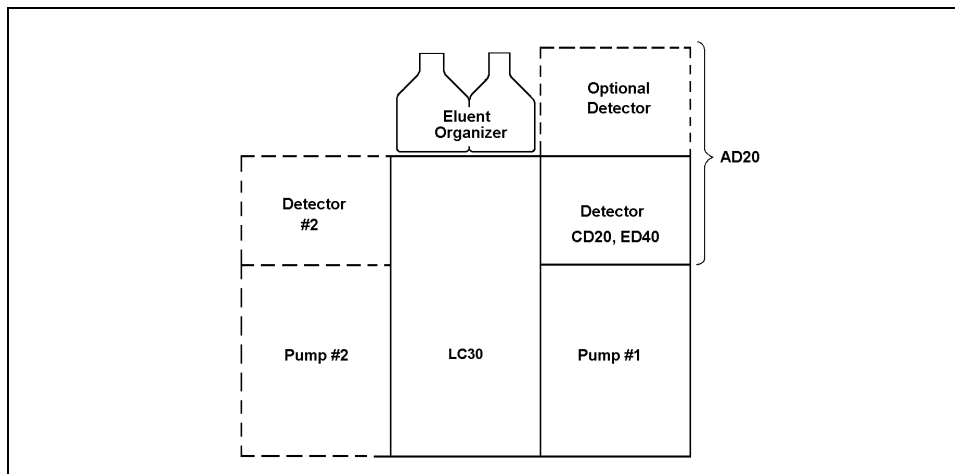 Optional
Detector
Eluent
Organizer
AD20
Detector
#2
Detector
CD20, ED40
Pump #2
LC30
Pump #1